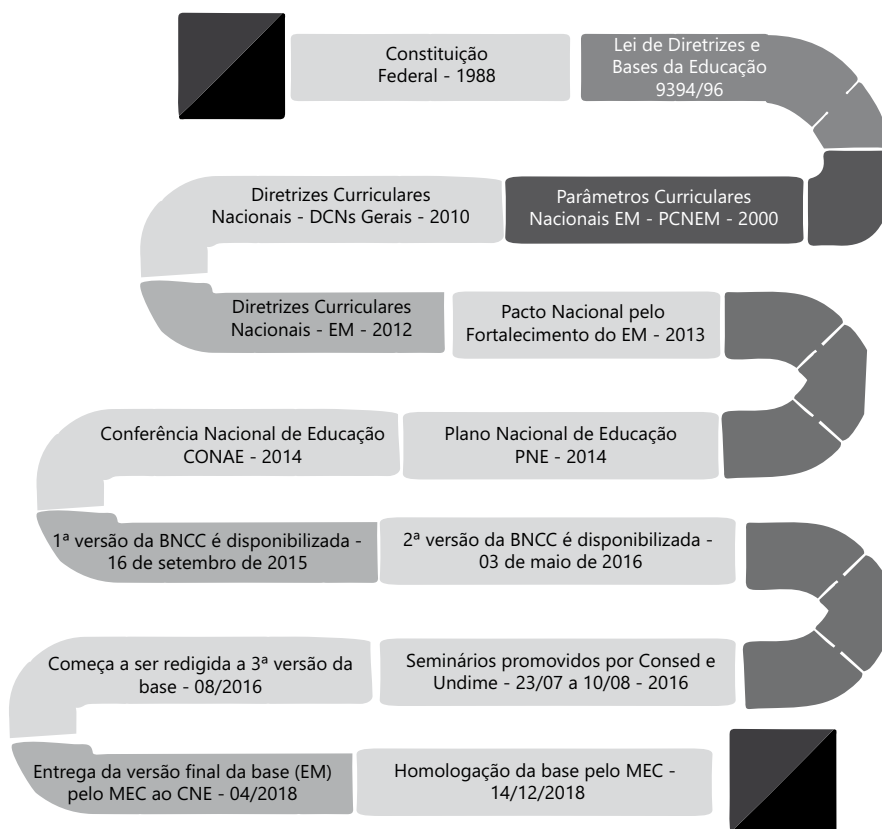 Constituição
Federal - 1988
Lei de Diretrizes e
Bases da Educação
9394/96
Parâmetros Curriculares
Nacionais EM - PCNEM - 2000
Diretrizes Curriculares
Nacionais - DCNs Gerais - 2010
Diretrizes Curriculares
Nacionais - EM - 2012
Pacto Nacional pelo
Fortalecimento do EM - 2013
Plano Nacional de Educação
PNE - 2014
Conferência Nacional de Educação
CONAE - 2014
1ª versão da BNCC é disponibilizada -
16 de setembro de 2015
2ª versão da BNCC é disponibilizada -
03 de maio de 2016
Seminários promovidos por Consed e
Undime - 23/07 a 10/08 - 2016
Começa a ser redigida a 3ª versão da
base - 08/2016
Entrega da versão final da base (EM)
pelo MEC ao CNE - 04/2018
Homologação da base pelo MEC -
14/12/2018